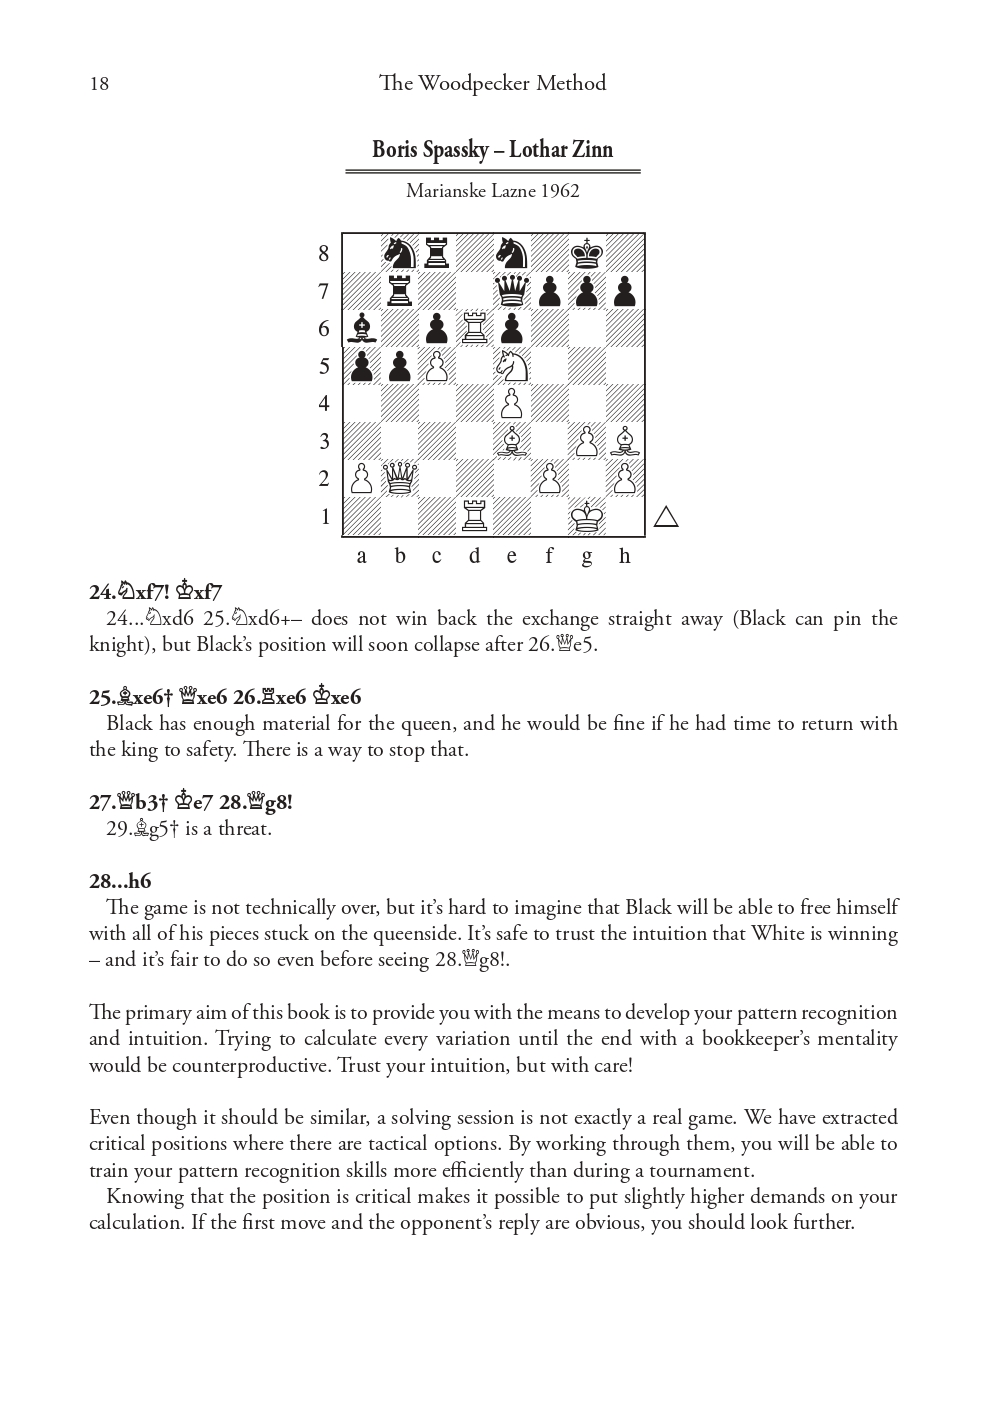 18
The Woodpecker Method
Boris Spassky – Lothar Zinn
Marianske Lazne 1962
8
7
6
5
4
3
2
1
a b c d e f g h
24.♘xf7! ♔xf7
24...♘xd6 25.♘xd6+– does not win back the exchange straight away (Black can pin the
knight), but Black’s position will soon collapse after 26.♕e5.
25.♗xe6† ♕xe6 26.♖xe6 ♔xe6
Black has enough material for the queen, and he would be fine if he had time to return with
the king to safety. There is a way to stop that.
27.♕b3† ♔e7 28.♕g8!
29.♗g5† is a threat.
28...h6
The game is not technically over, but it’s hard to imagine that Black will be able to free himself
with all of his pieces stuck on the queenside. It’s safe to trust the intuition that White is winning
– and it’s fair to do so even before seeing 28.♕g8!.
The primary aim of this book is to provide you with the means to develop your pattern recognition
and intuition. Trying to calculate every variation until the end with a bookkeeper’s mentality
would be counterproductive. Trust your intuition, but with care!
Even though it should be similar, a solving session is not exactly a real game. We have extracted
critical positions where there are tactical options. By working through them, you will be able to
train your pattern recognition skills more efficiently than during a tournament.
Knowing that the position is critical makes it possible to put slightly higher demands on your
calculation. If the first move and the opponent’s reply are obvious, you should look further.